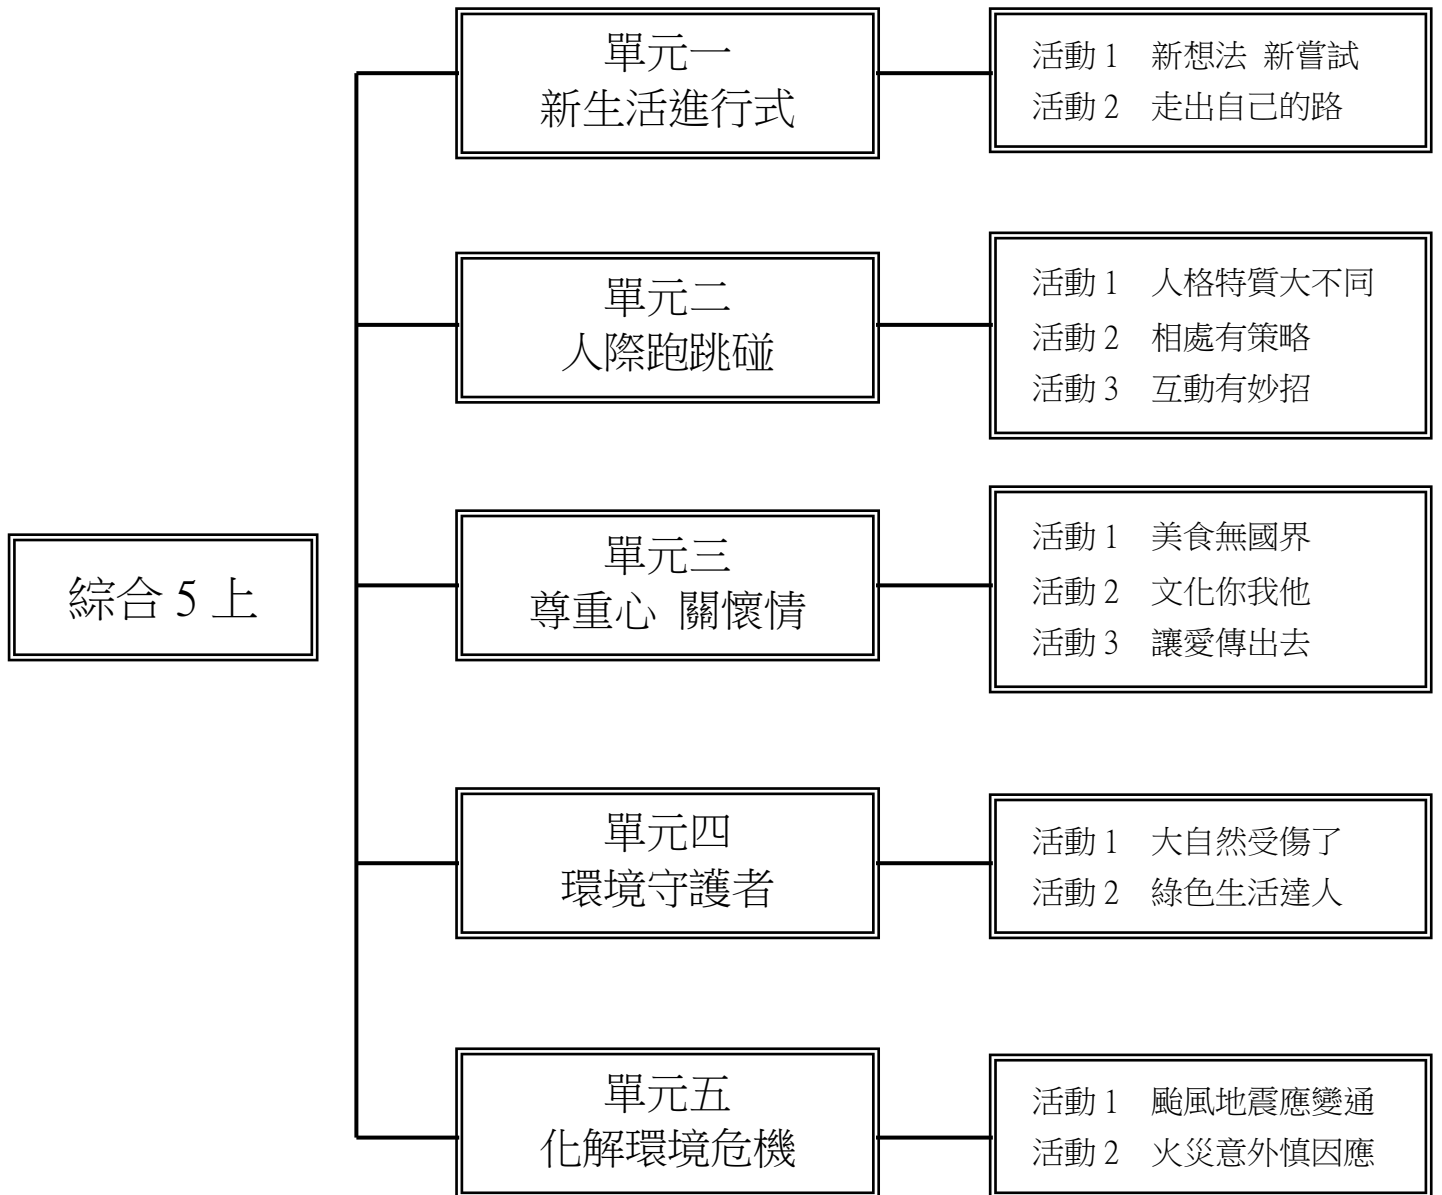 綜合 5 上
單元一
新生活進行式
活動 1 新想法 新嘗試
活動 2 走出自己的路
單元二
人際跑跳碰
活動 1 人格特質大不同
活動 2 相處有策略
活動 3 互動有妙招
單元三
尊重心 關懷情
活動 1 美食無國界
活動 2 文化你我他
活動 3 讓愛傳出去
單元四
環境守護者
活動 1 大自然受傷了
活動 2 綠色生活達人
單元五
化解環境危機
活動 1 颱風地震應變通
活動 2 火災意外慎因應